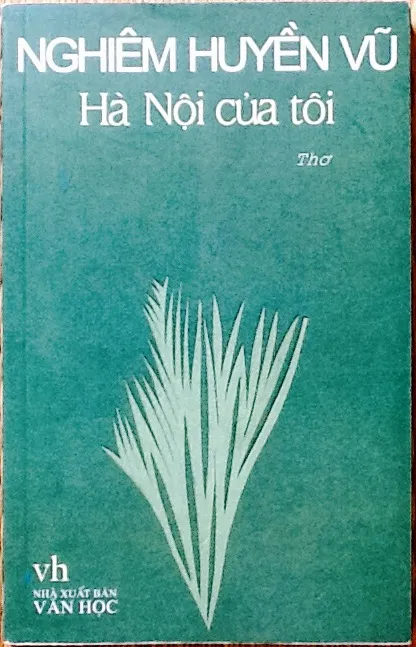 NGHIÊM HUYỀN VŨ
Hà Nội của tôi
Thơ
vh
NHÀ XUẤT BẢN
VĂN HỌC